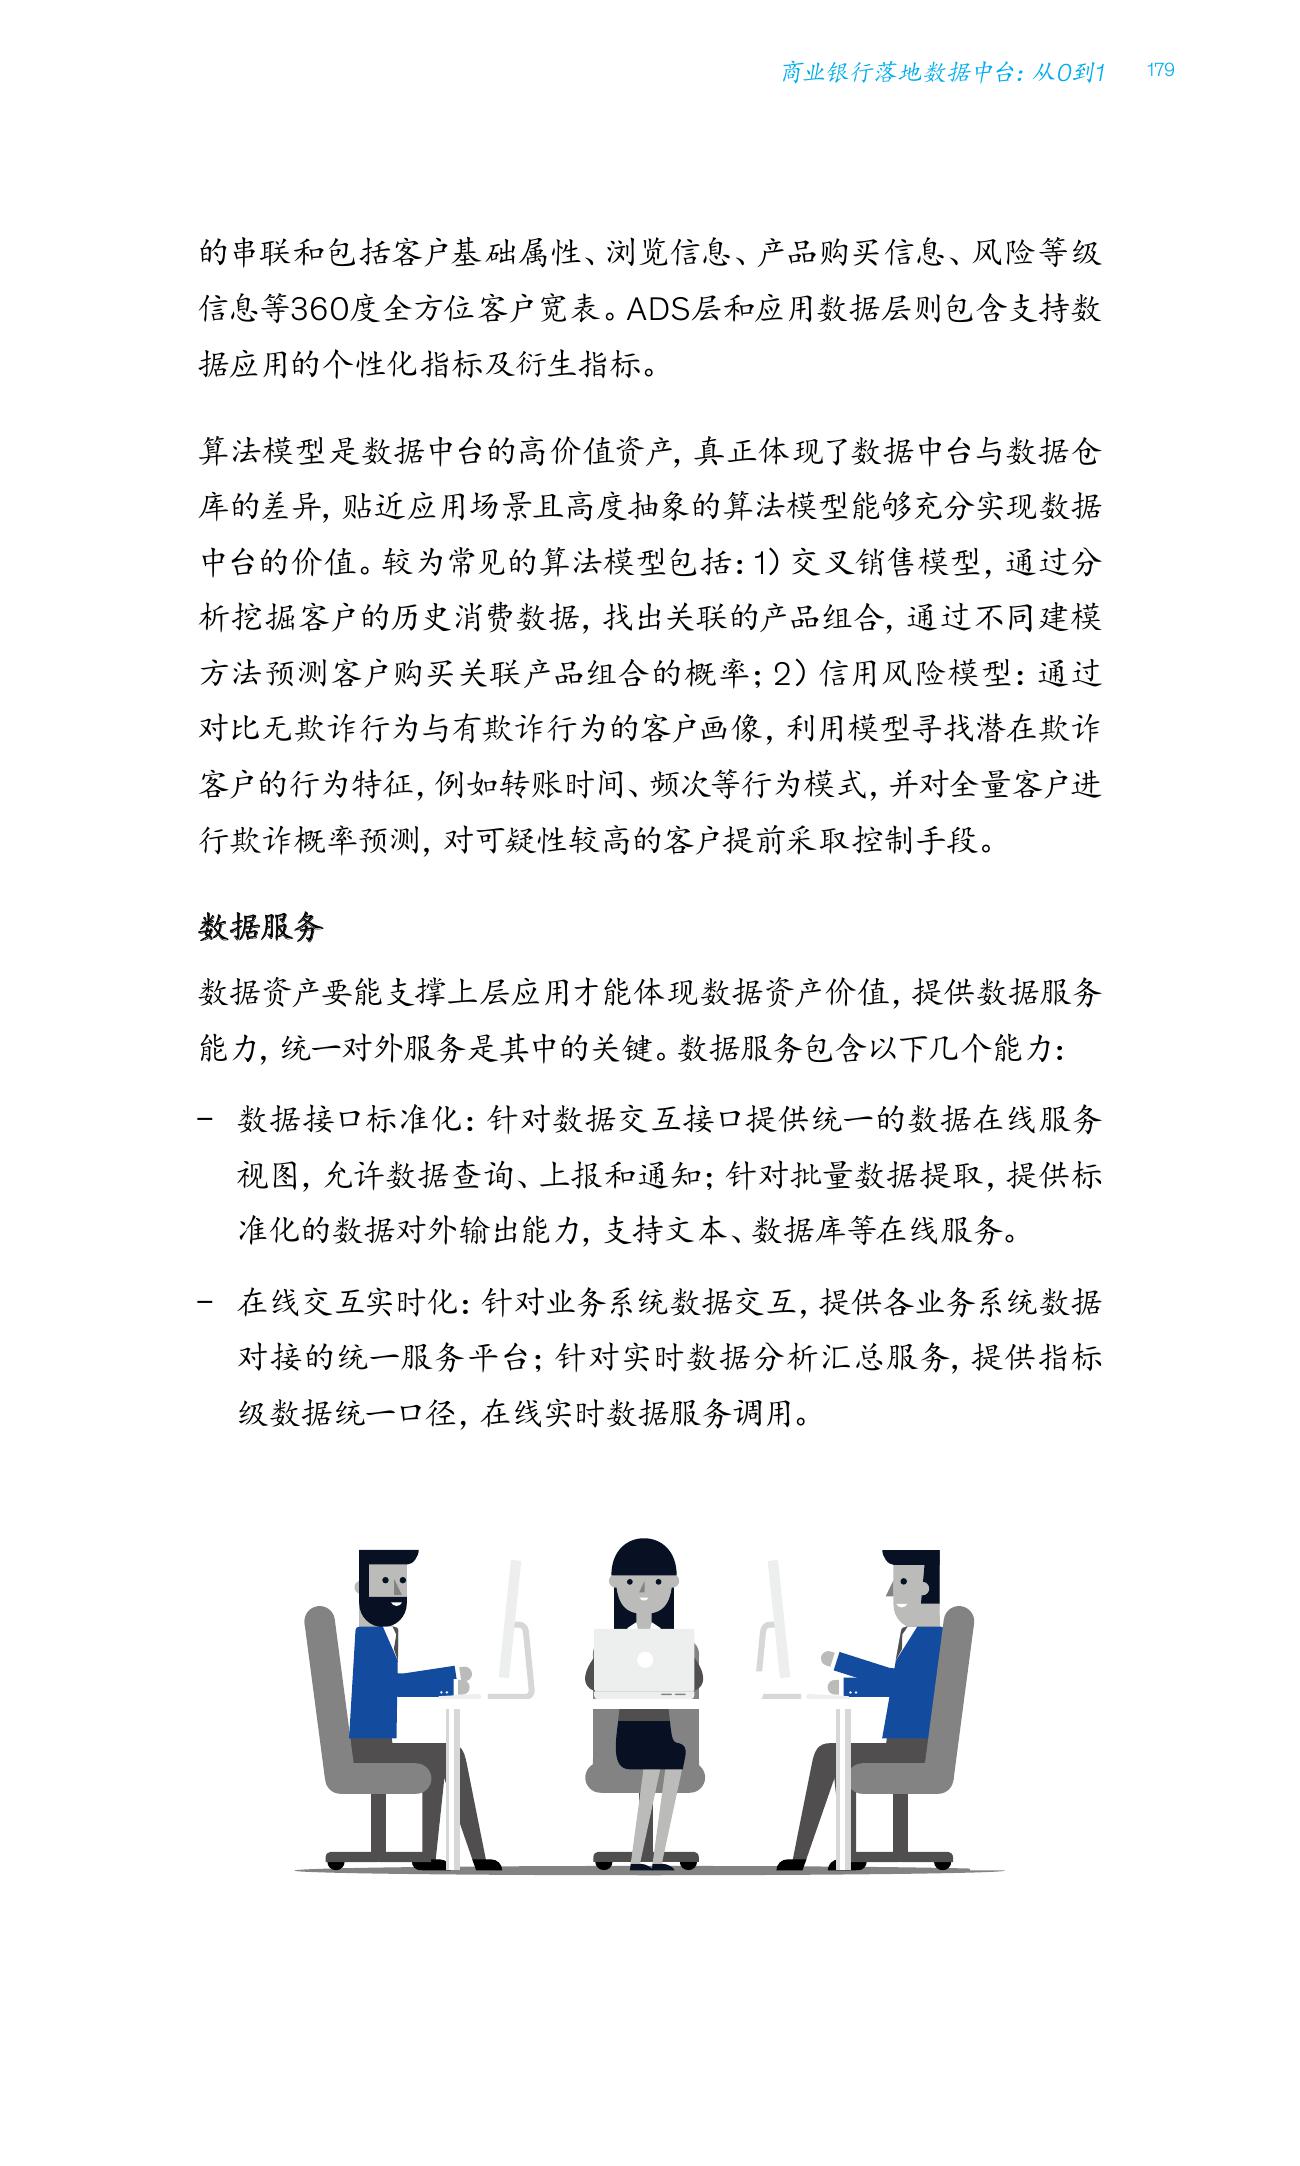 商业银行落地数据中台：从0到1 179
的串联和包括客户基础属性、浏览信息、产品购买信息、风险等级
信息等360度全方位客户宽表。ADS层和应用数据层则包含支持数
据应用的个性化指标及衍生指标。
算法模型是数据中台的高价值资产，真正体现了数据中台与数据仓
库的差异，贴近应用场景且高度抽象的算法模型能够充分实现数据
中台的价值。较为常见的算法模型包括：1）交叉销售模型，通过分
析挖掘客户的历史消费数据，找出关联的产品组合，通过不同建模
方法预测客户购买关联产品组合的概率；2）信用风险模型：通过
对比无欺诈行为与有欺诈行为的客户画像，利用模型寻找潜在欺诈
客户的行为特征，例如转账时间、频次等行为模式，并对全量客户进
行欺诈概率预测，对可疑性较高的客户提前采取控制手段。
数据服务
数据资产要能支撑上层应用才能体现数据资产价值，提供数据服务
能力，统一对外服务是其中的关键。数据服务包含以下几个能力：
– 数据接口标准化：针对数据交互接口提供统一的数据在线服务
视图，允许数据查询、上报和通知；针对批量数据提取，提供标
准化的数据对外输出能力，支持文本、数据库等在线服务。
– 在线交互实时化：针对业务系统数据交互，提供各业务系统数据
对接的统一服务平台；针对实时数据分析汇总服务，提供指标
级数据统一口径，在线实时数据服务调用。